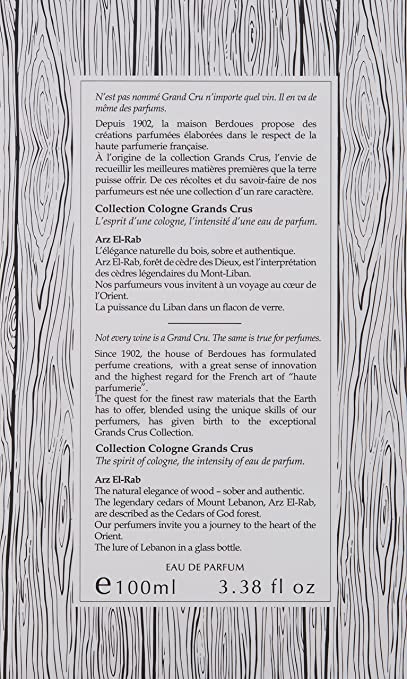 N'est pas nommé Grand Cru n'importe quel vin. Il en va de
même des parfums.
Depuis 1902, la maison Berdoues propose des
créations parfumées élaborées dans le respect de la
haute parfumerie française.
À l'origine de la collection Grands Crus, l'envie de
recueillir les meilleures matières premières que la terre
puisse offrir. De ces récoltes et du savoir-faire de nos
parfumeurs est née une collection d'un rare caractère.
Collection Cologne Grands Crus
L'esprit d'une cologne, l'intensité d'une eau de parfum.
Arz El-Rab
L'élégance naturelle du bois, sobre et authentique.
Arz El-Rab, forêt de cèdre des Dieux, est l'interprétation
des cèdres légendaires du Mont-Liban.
Nos parfumeurs vous invitent à un voyage au cœur de
l'Orient.
La puissance du Liban dans un flacon de verre.
Not every wine is a Grand Cru. The same is true for perfumes.
Since 1902, the house of Berdoues has formulated
perfume creations, with a great sense of innovation
and the highest regard for the French art of "haute
parfumerie".
The quest for the finest raw materials that the Earth
has to offer, blended using the unique skills of our
perfumers, has given birth to the exceptional
Grands Crus Collection.
Collection Cologne Grands Crus
The spirit of cologne, the intensity of eau de parfum.
Arz El-Rab
The natural elegance of wood – sober and authentic.
The legendary cedars of Mount Lebanon, Arz El-Rab,
are described as the Cedars of God forest.
Our perfumers invite you a journey to the heart of the
Orient.
The lure of Lebanon in a glass bottle.
EAU DE PARFUM
e100ml 3.38 fl oz